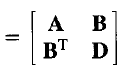 = [ A B
B^T D ]